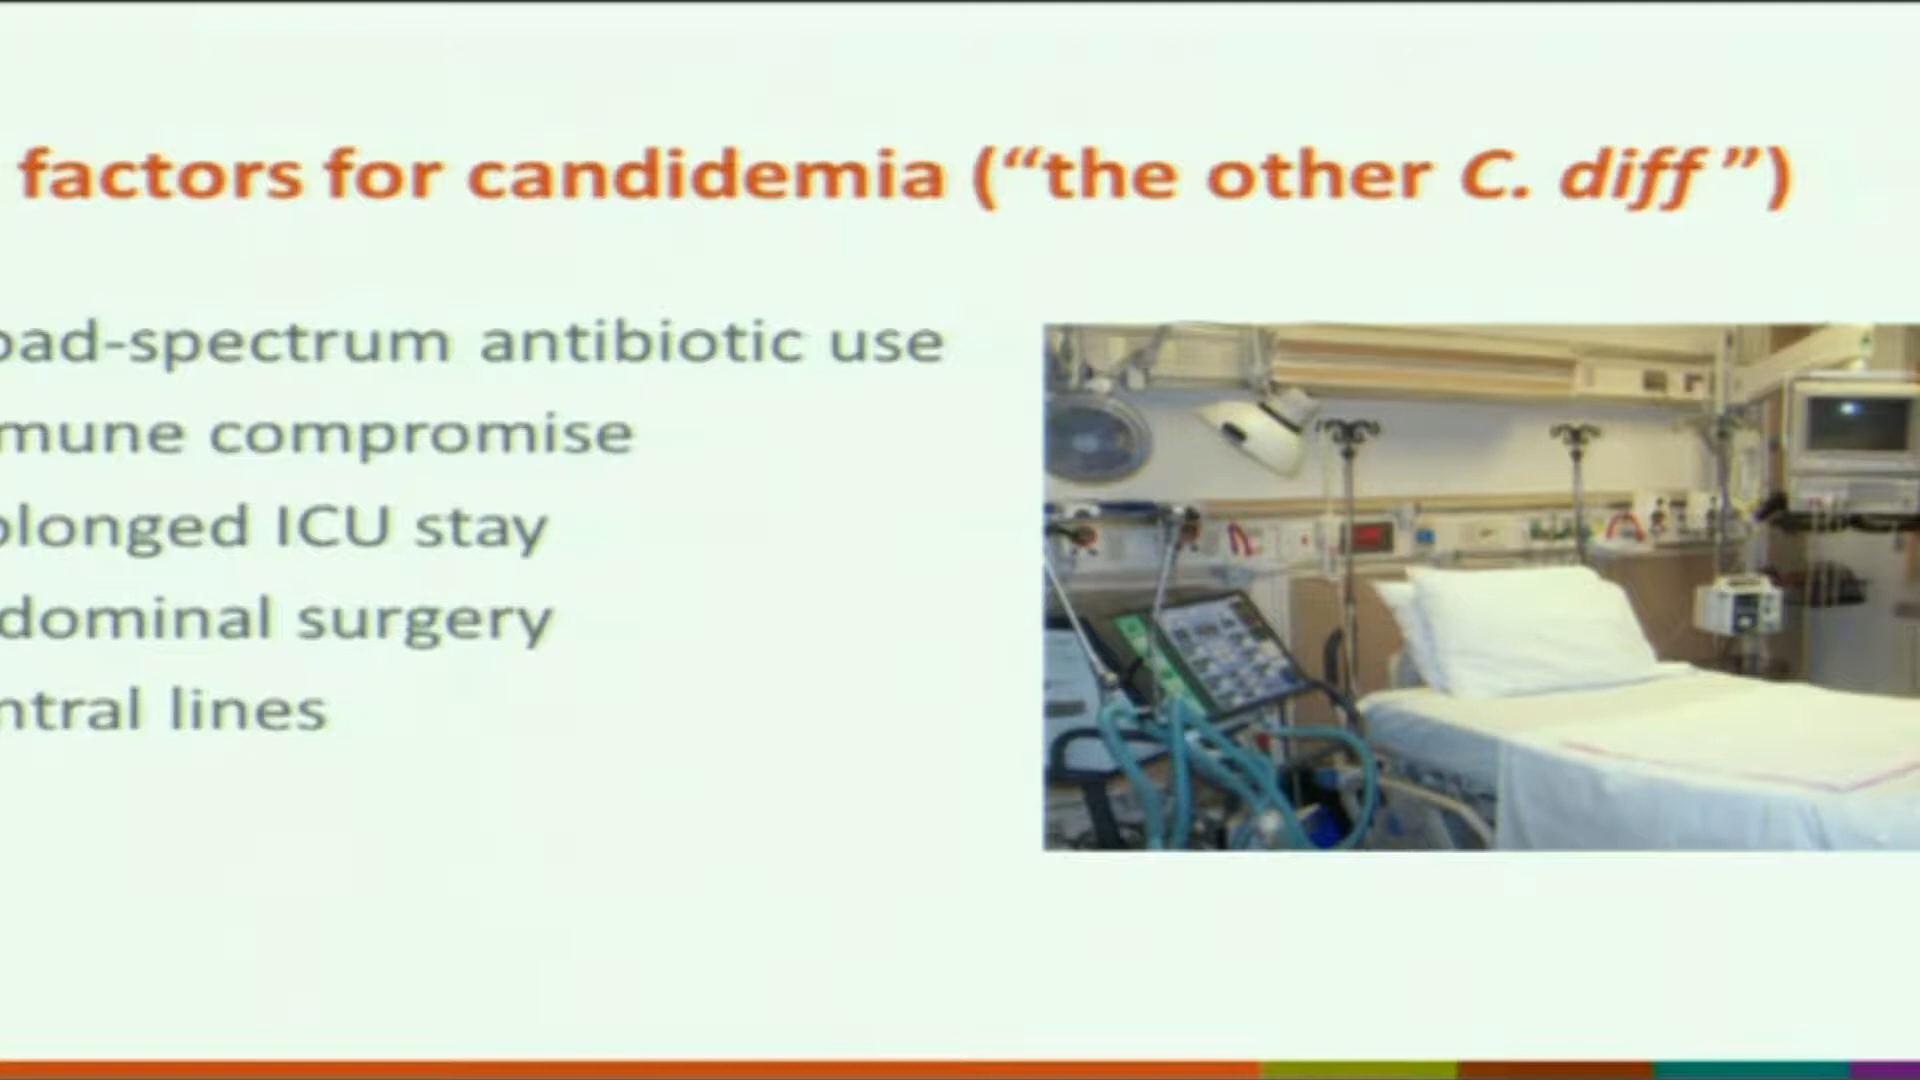 factors for candidemia (“the other C. diff”)
oad-spectrum antibiotic use
mune compromise
olonged ICU stay
dominal surgery
ntral lines